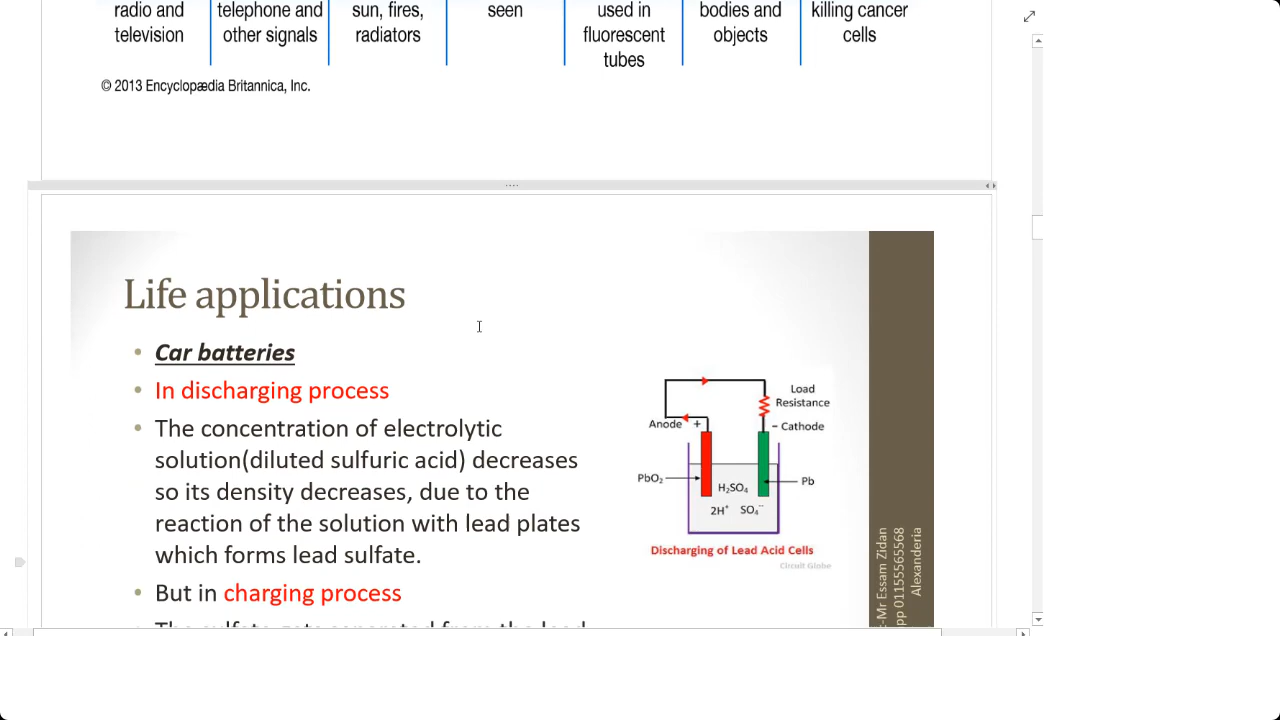 radio and television
telephone and other signals
sun, fires, radiators
seen
used in fluorescent tubes
bodies and objects
killing cancer cells
© 2013 Encyclopædia Britannica, Inc.
Life applications
• Car batteries
• In discharging process
• The concentration of electrolytic
solution(diluted sulfuric acid) decreases
so its density decreases, due to the
reaction of the solution with lead plates
which forms lead sulfate.
• But in charging process
Load
Resistance
Anode +
− Cathode
PbO₂
Pb
H₂SO₄
2H⁺ SO₄⁻⁻
Discharging of Lead Acid Cells
Circuit Globe
:-Mr Essam Zidan
pp 01155565568
Alexanderia